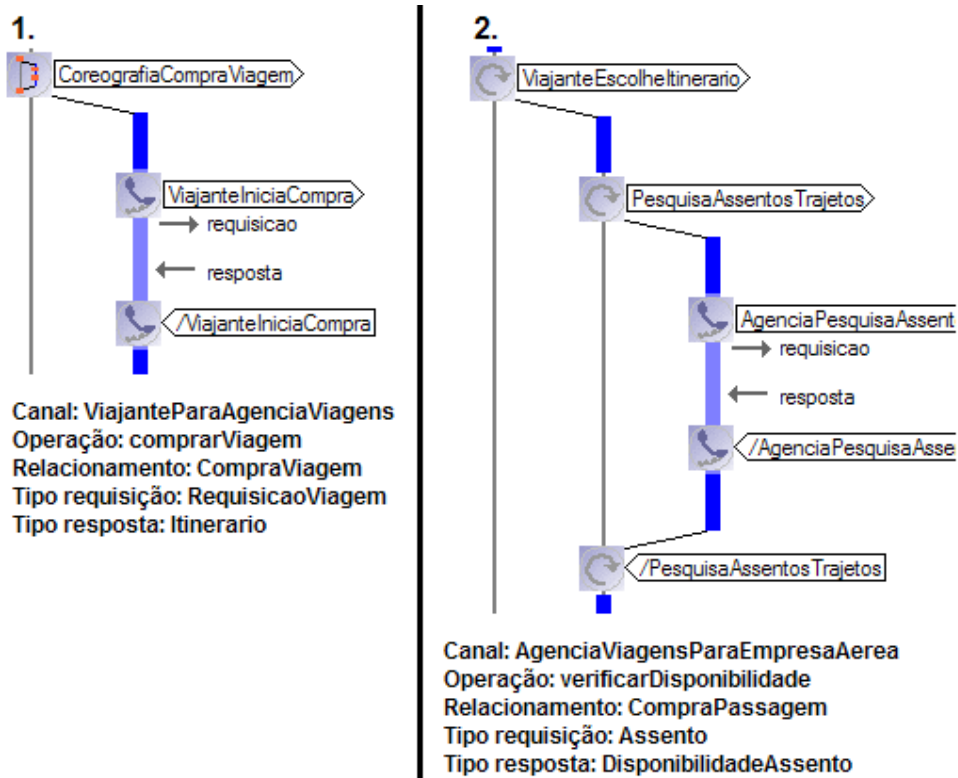 1.
CoreografiaCompraViagem
ViajanteIniciaCompra
requisicao
resposta
/ViajanteIniciaCompra
Canal: ViajanteParaAgenciaViagens
Operação: comprarViagem
Relacionamento: CompraViagem
Tipo requisição: RequisicaoViagem
Tipo resposta: Itinerario
2.
ViajanteEscolheItinerario
PesquisaAssentosTrajetos
AgenciaPesquisaAssent
requisicao
resposta
/AgenciaPesquisaAsse
/PesquisaAssentosTrajetos
Canal: AgenciaViagensParaEmpresaAerea
Operação: verificarDisponibilidade
Relacionamento: CompraPassagem
Tipo requisição: Assento
Tipo resposta: DisponibilidadeAssento